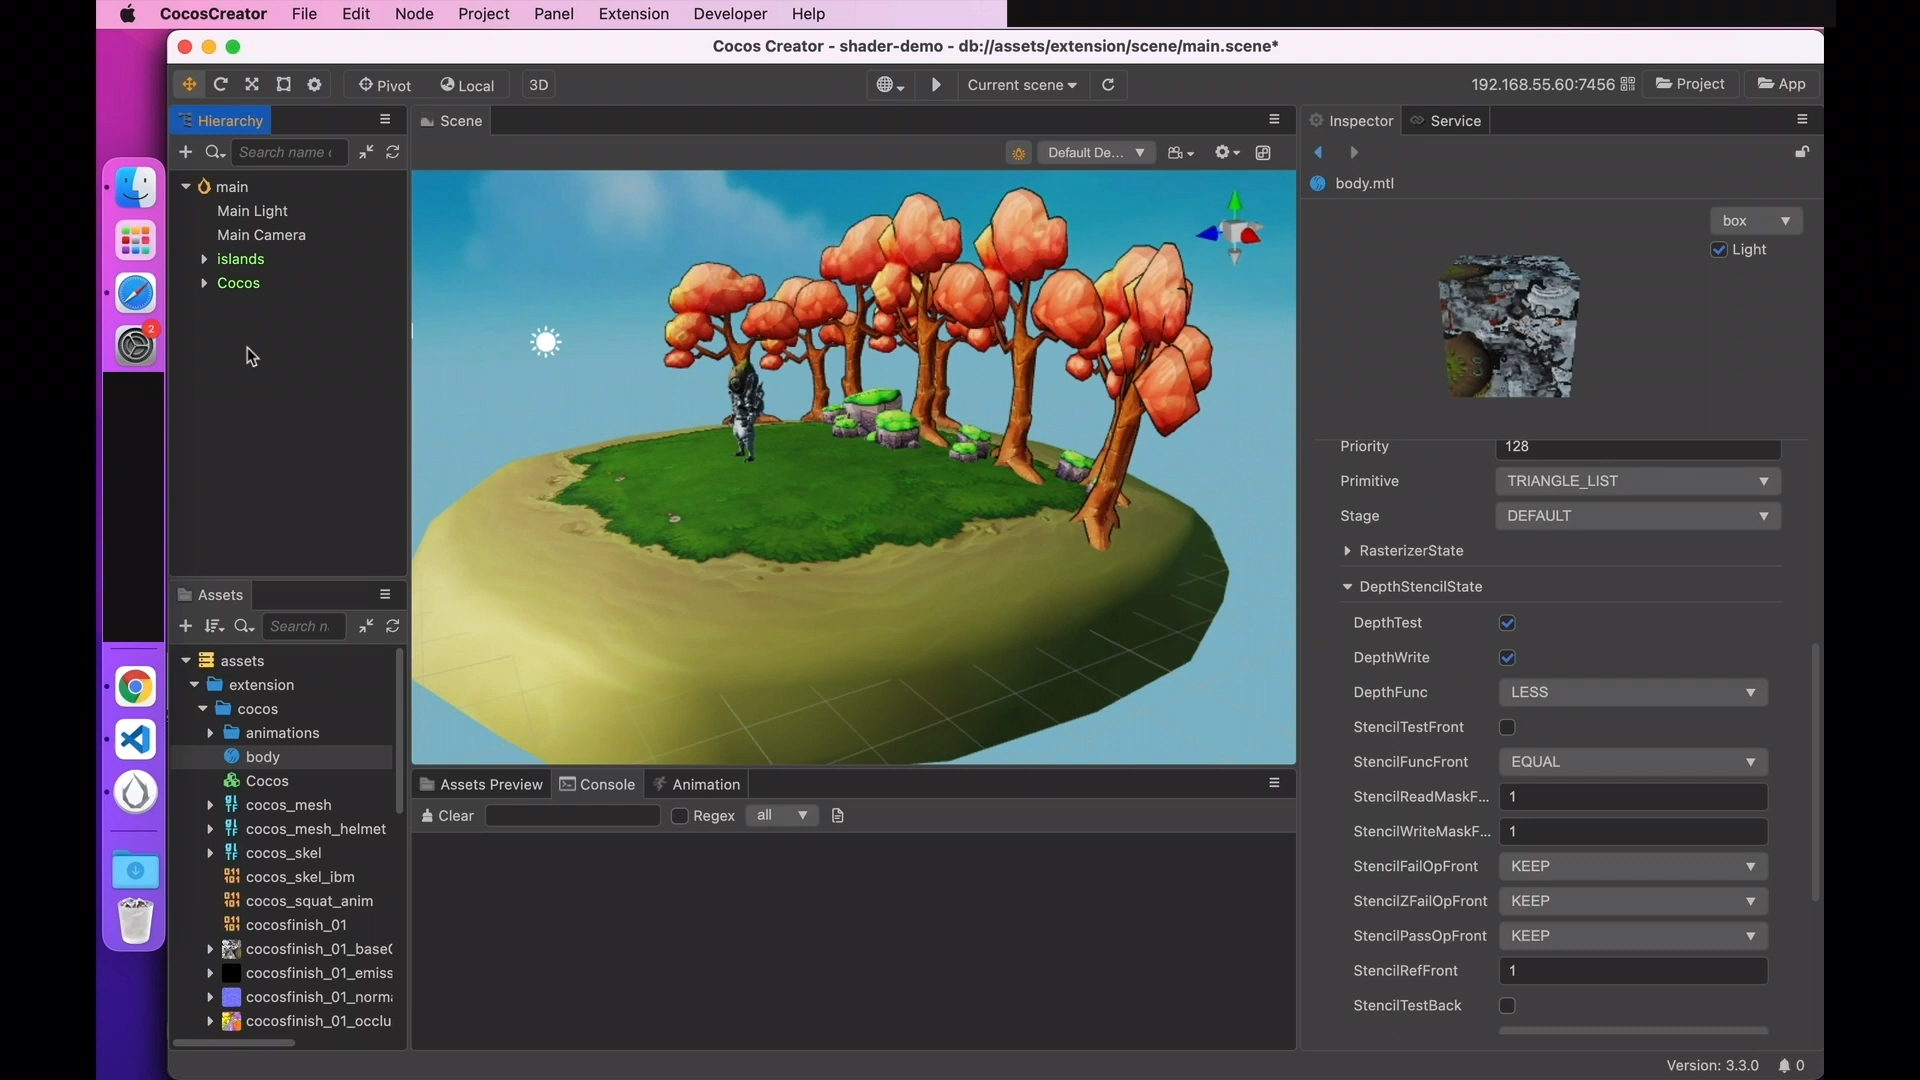 CocosCreator File Edit Node Project Panel Extension Developer Help
Cocos Creator - shader-demo - db://assets/extension/scene/main.scene*
Pivot Local 3D Current scene 192.168.55.60:7456 Project App
Hierarchy
Search name
main
Main Light
Main Camera
islands
Cocos
2
Assets
Search n
assets
extension
cocos
animations
body
Cocos
cocos_mesh
cocos_mesh_helmet
cocos_skel
cocos_skel_ibm
cocos_squat_anim
cocosfinish_01
cocosfinish_01_base
cocosfinish_01_emiss
cocosfinish_01_norm
cocosfinish_01_occlu
Scene
Default De...
Assets Preview Console Animation
Clear Regex all
Inspector Service
body.mtl
box
Light
Priority 128
Primitive TRIANGLE_LIST
Stage DEFAULT
RasterizerState
DepthStencilState
DepthTest
DepthWrite
DepthFunc LESS
StencilTestFront
StencilFuncFront EQUAL
StencilReadMaskF... 1
StencilWriteMaskF... 1
StencilFailOpFront KEEP
StencilZFailOpFront KEEP
StencilPassOpFront KEEP
StencilRefFront 1
StencilTestBack
Version: 3.3.0 0